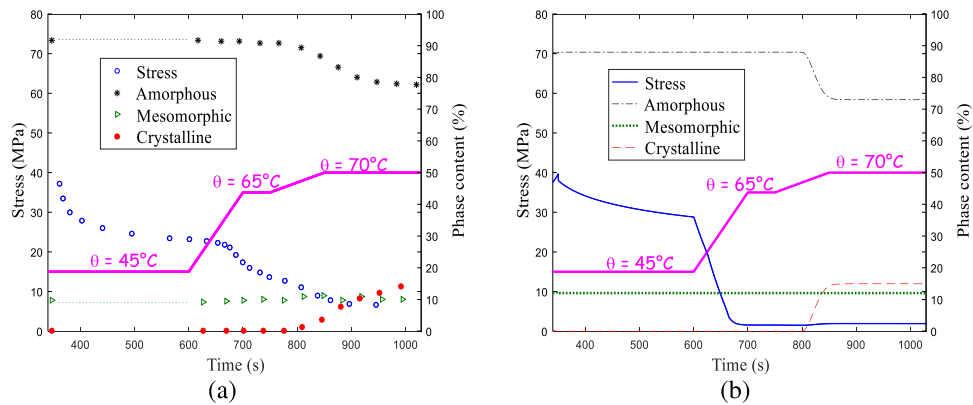 (a)
Stress (MPa)
80
70
60
50
40
30
20
10
0
Stress
Amorphous
Mesomorphic
Crystalline
θ = 45°C
θ = 65°C
θ = 70°C
100
90
80
70
60
50
40
30
20
10
0
Phase content (%)
400 500 600 700 800 900 1000
Time (s)
(a)
(b)
Stress (MPa)
80
70
60
50
40
30
20
10
0
Stress
Amorphous
Mesomorphic
Crystalline
θ = 45°C
θ = 65°C
θ = 70°C
100
90
80
70
60
50
40
30
20
10
0
Phase content (%)
400 500 600 700 800 900 1000
Time (s)
(b)